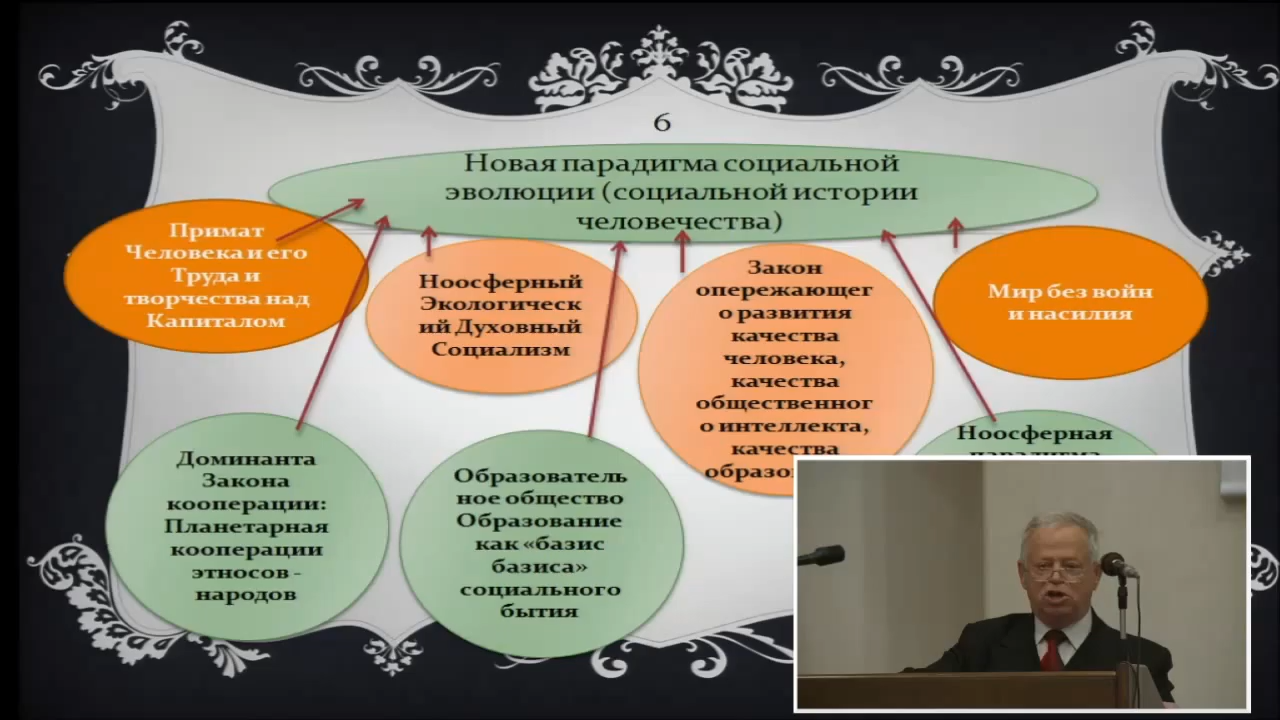 6
Новая парадигма социальной
эволюции (социальной истории
человечества)
Примат
Человека и его
Труда и
творчества над
Капиталом
Ноосферный
Экологическ
ий Духовный
Социализм
Закон
опережающег
о развития
качества
человека,
качества
общественног
о интеллекта,
качества
Мир без войн
и насилия
Доминанта
Закона
кооперации:
Планетарная
кооперации
этносов -
народов
Образователь
ное общество
Образование
как «базис
базиса»
социального
бытия
Ноосферная
парадигма